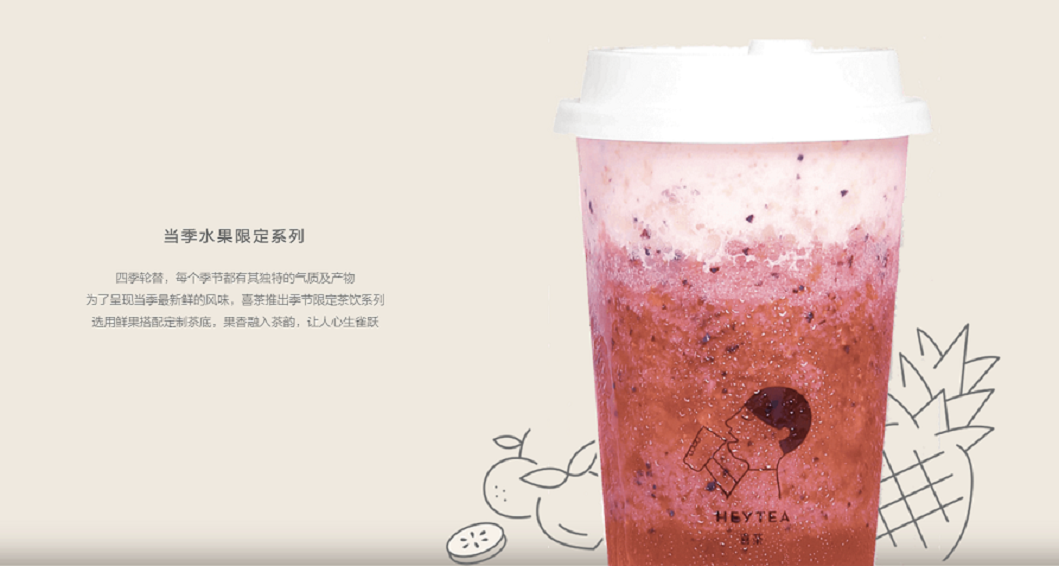 当季水果限定系列
四季轮替，每个季节都有其独特的气质及产物
为了呈现当季最新鲜的风味，喜茶推出季节限定茶饮系列
选用鲜果搭配定制茶底。果香融入茶韵，让人心生雀跃
HEYTEA
喜茶